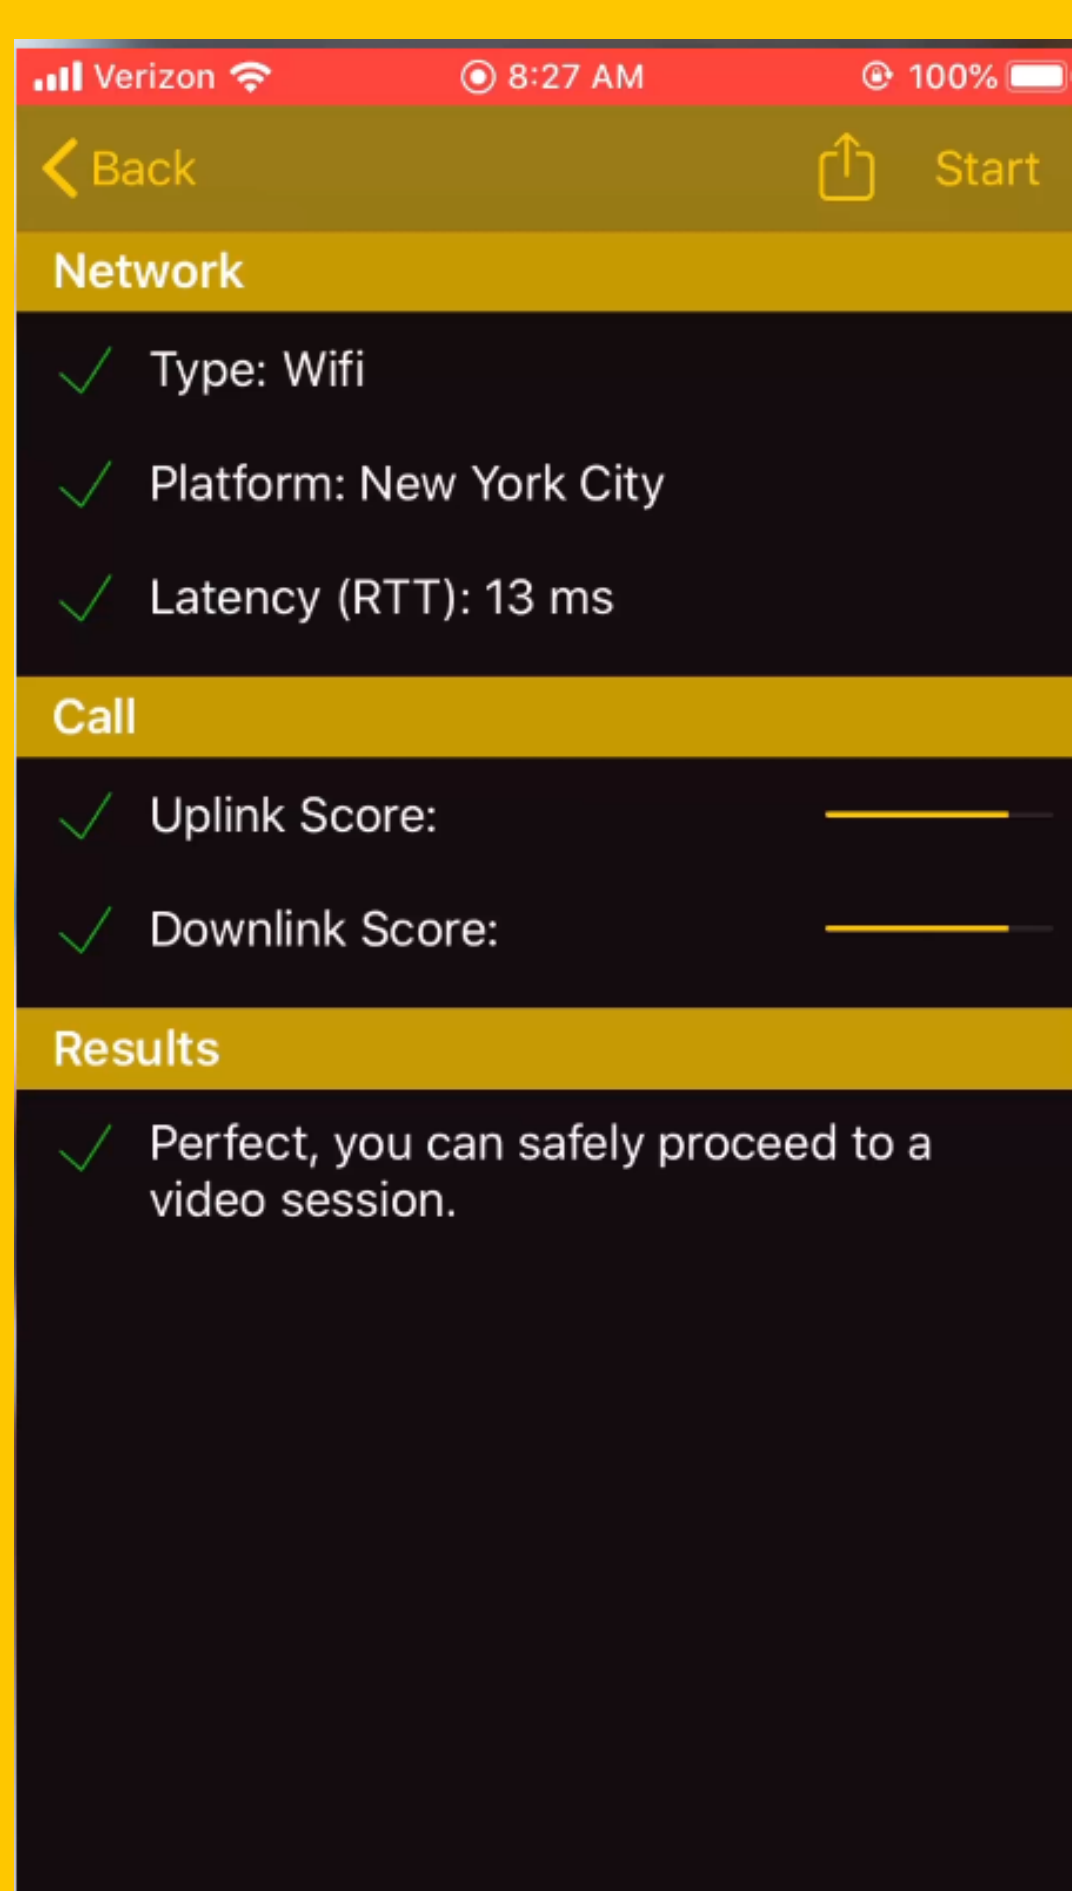 Verizon 8:27 AM 100%
Back Start
Network
Type: Wifi
Platform: New York City
Latency (RTT): 13 ms
Call
Uplink Score:
Downlink Score:
Results
Perfect, you can safely proceed to a
video session.